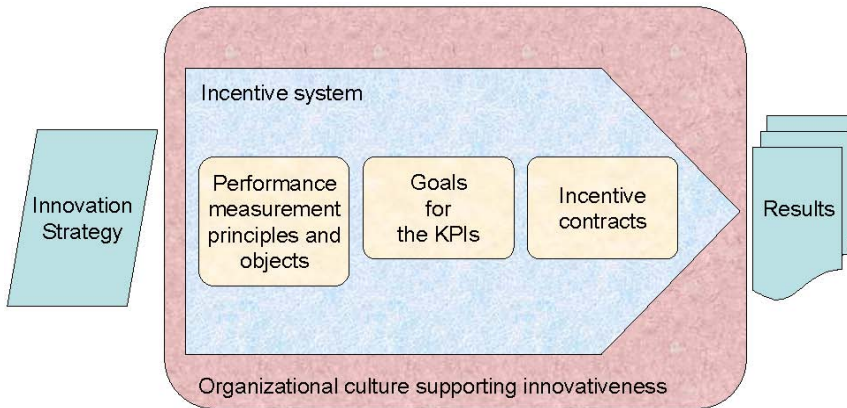 Innovation
Strategy
Incentive system
Performance
measurement
principles and
objects
Goals
for
the KPIs
Incentive
contracts
Organizational culture supporting innovativeness
Results